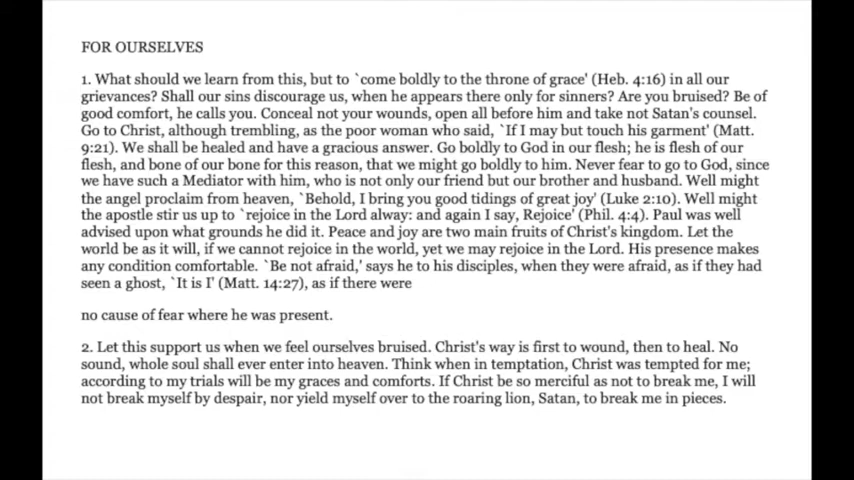 FOR OURSELVES
1. What should we learn from this, but to `come boldly to the throne of grace' (Heb. 4:16) in all our
grievances? Shall our sins discourage us, when he appears there only for sinners? Are you bruised? Be of
good comfort, he calls you. Conceal not your wounds, open all before him and take not Satan's counsel.
Go to Christ, although trembling, as the poor woman who said, `If I may but touch his garment' (Matt.
9:21). We shall be healed and have a gracious answer. Go boldly to God in our flesh; he is flesh of our
flesh, and bone of our bone for this reason, that we might go boldly to him. Never fear to go to God, since
we have such a Mediator with him, who is not only our friend but our brother and husband. Well might
the angel proclaim from heaven, `Behold, I bring you good tidings of great joy' (Luke 2:10). Well might
the apostle stir us up to `rejoice in the Lord alway: and again I say, Rejoice' (Phil. 4:4). Paul was well
advised upon what grounds he did it. Peace and joy are two main fruits of Christ's kingdom. Let the
world be as it will, if we cannot rejoice in the world, yet we may rejoice in the Lord. His presence makes
any condition comfortable. `Be not afraid,' says he to his disciples, when they were afraid, as if they had
seen a ghost, `It is I' (Matt. 14:27), as if there were
no cause of fear where he was present.
2. Let this support us when we feel ourselves bruised. Christ's way is first to wound, then to heal. No
sound, whole soul shall ever enter into heaven. Think when in temptation, Christ was tempted for me;
according to my trials will be my graces and comforts. If Christ be so merciful as not to break me, I will
not break myself by despair, nor yield myself over to the roaring lion, Satan, to break me in pieces.